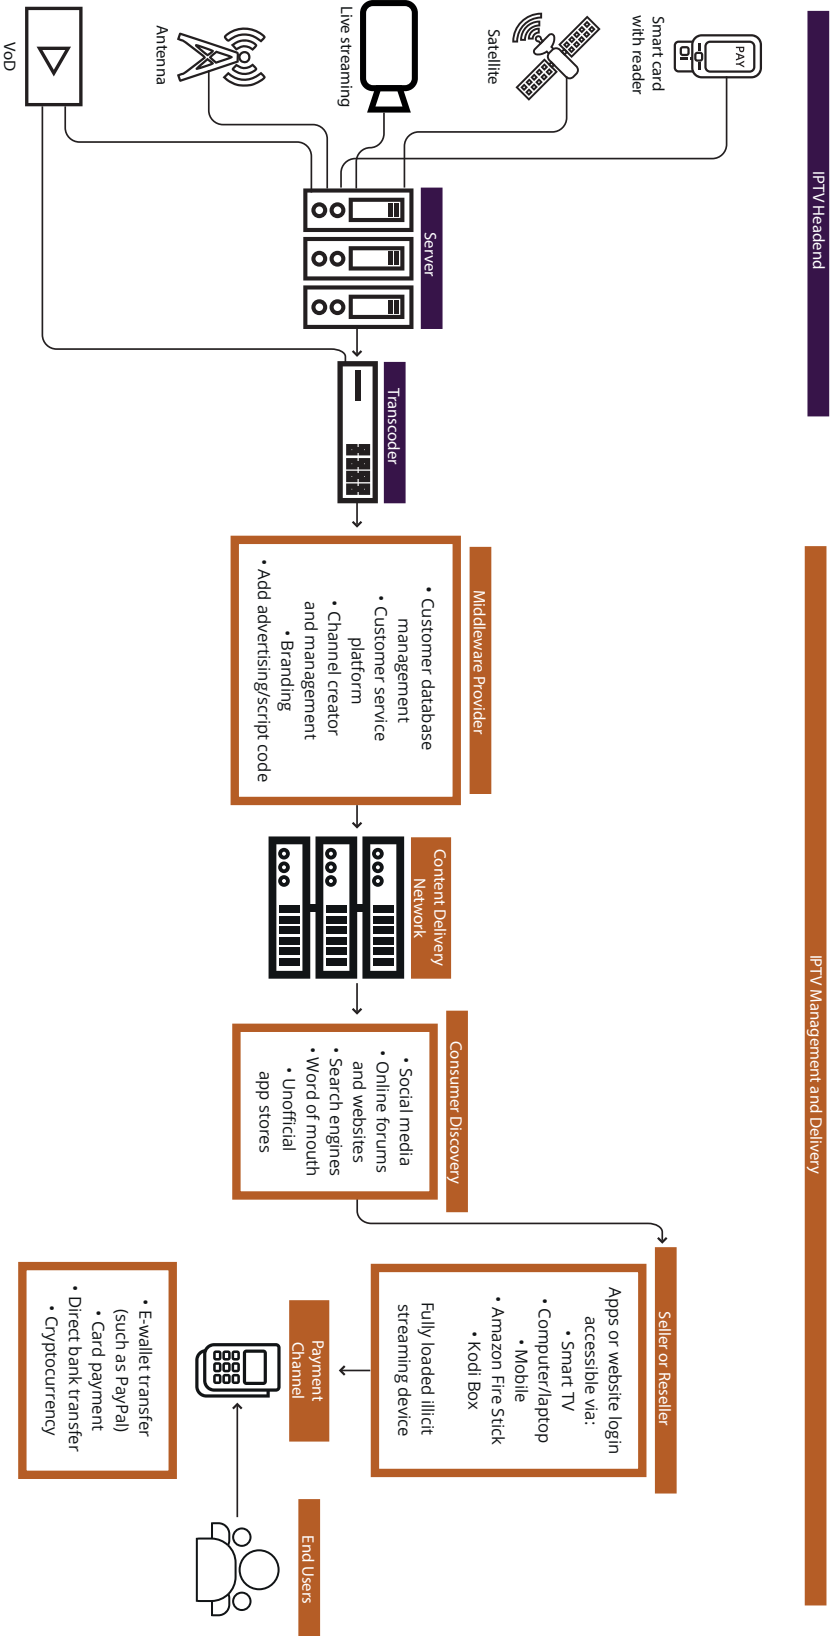 IPTV Headend
IPTV Management and Delivery
Smart card
with reader
PAY
Satellite
Live streaming
Antenna
VoD
Server
Transcoder
Middleware Provider
• Customer database
management
• Customer service
platform
• Channel creator
and management
• Branding
• Add advertising/script code
Content Delivery
Network
Consumer Discovery
• Social media
• Online forums
and websites
• Search engines
• Word of mouth
• Unofficial
app stores
Seller or Reseller
Apps or website login
accessible via:
• Smart TV
• Computer/laptop
• Mobile
• Amazon Fire Stick
• Kodi Box
Fully loaded illicit
streaming device
Payment
Channel
• E-wallet transfer
(such as PayPal)
• Card payment
• Direct bank transfer
• Cryptocurrency
End Users